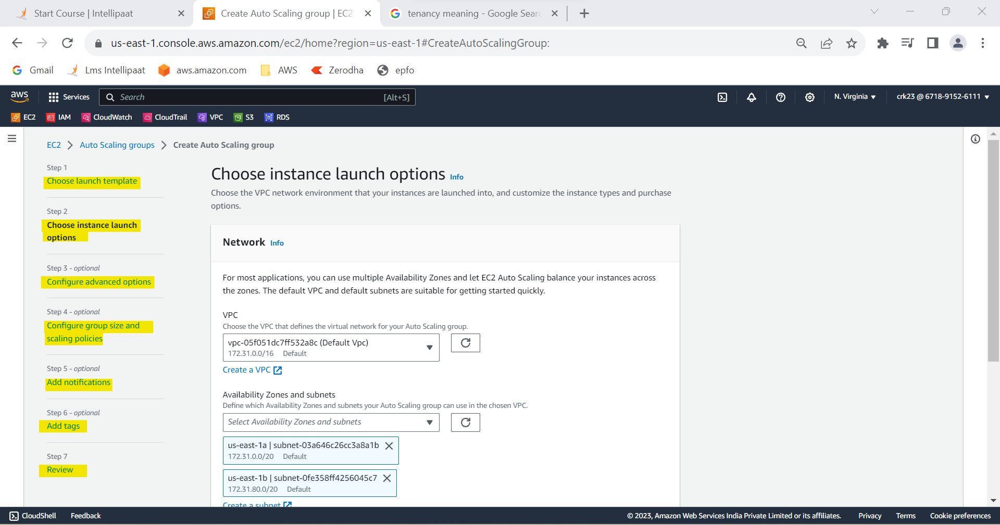 Start Course | Intellipaat
Create Auto Scaling group | EC2
tenancy meaning - Google Sear
us-east-1.console.aws.amazon.com/ec2/home?region=us-east-1#CreateAutoScalingGroup:
Gmail
Lms Intellipaat
aws.amazon.com
AWS
Zerodha
epfo
aws
Services
Search
[Alt+S]
N. Virginia
crk23 @ 6718-9152-6111
EC2
IAM
CloudWatch
CloudTrail
VPC
S3
RDS
EC2
Auto Scaling groups
Create Auto Scaling group
Step 1
Choose launch template
Step 2
Choose instance launch
options
Step 3 - optional
Configure advanced options
Step 4 - optional
Configure group size and
scaling policies
Step 5 - optional
Add notifications
Step 6 - optional
Add tags
Step 7
Review
Choose instance launch options Info
Choose the VPC network environment that your instances are launched into, and customize the instance types and purchase
options.
Network Info
For most applications, you can use multiple Availability Zones and let EC2 Auto Scaling balance your instances across
the zones. The default VPC and default subnets are suitable for getting started quickly.
VPC
Choose the VPC that defines the virtual network for your Auto Scaling group.
vpc-05f051dc7ff532a8c (Default Vpc)
172.31.0.0/16 Default
Create a VPC
Availability Zones and subnets
Define which Availability Zones and subnets your Auto Scaling group can use in the chosen VPC.
Select Availability Zones and subnets
us-east-1a | subnet-03a646c26cc3a8a1b
172.31.0.0/20 Default
us-east-1b | subnet-0fe358ff4256045c7
172.31.80.0/20 Default
Create a subnet
CloudShell
Feedback
© 2023, Amazon Web Services India Private Limited or its affiliates.
Privacy
Terms
Cookie preferences